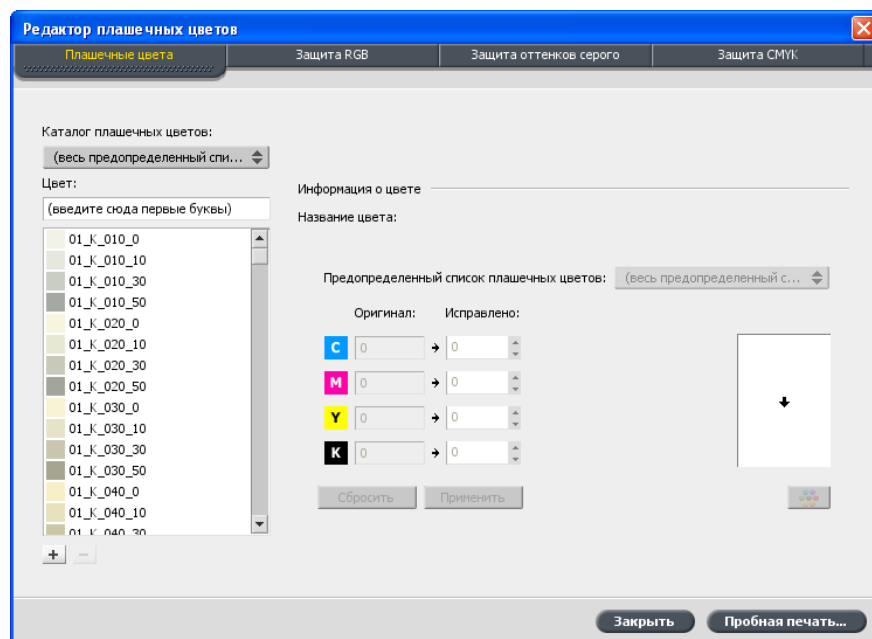 Редактор плашечных цветов
Плашечные цвета Защита RGB Защита оттенков серого Защита CMYK
Каталог плашечных цветов:
(весь предопределенный спи...
Цвет:
(введите сюда первые буквы)
01_K_010_0
01_K_010_10
01_K_010_30
01_K_010_50
01_K_020_0
01_K_020_10
01_K_020_30
01_K_020_50
01_K_030_0
01_K_030_10
01_K_030_30
01_K_030_50
01_K_040_0
01_K_040_10
01_K_040_30
Информация о цвете
Название цвета:
Предопределенный список плашечных цветов: (весь предопределенный с...
Оригинал: Исправлено:
C 0 0
M 0 0
Y 0 0
K 0 0
Сбросить Применить
Закрыть Пробная печать...